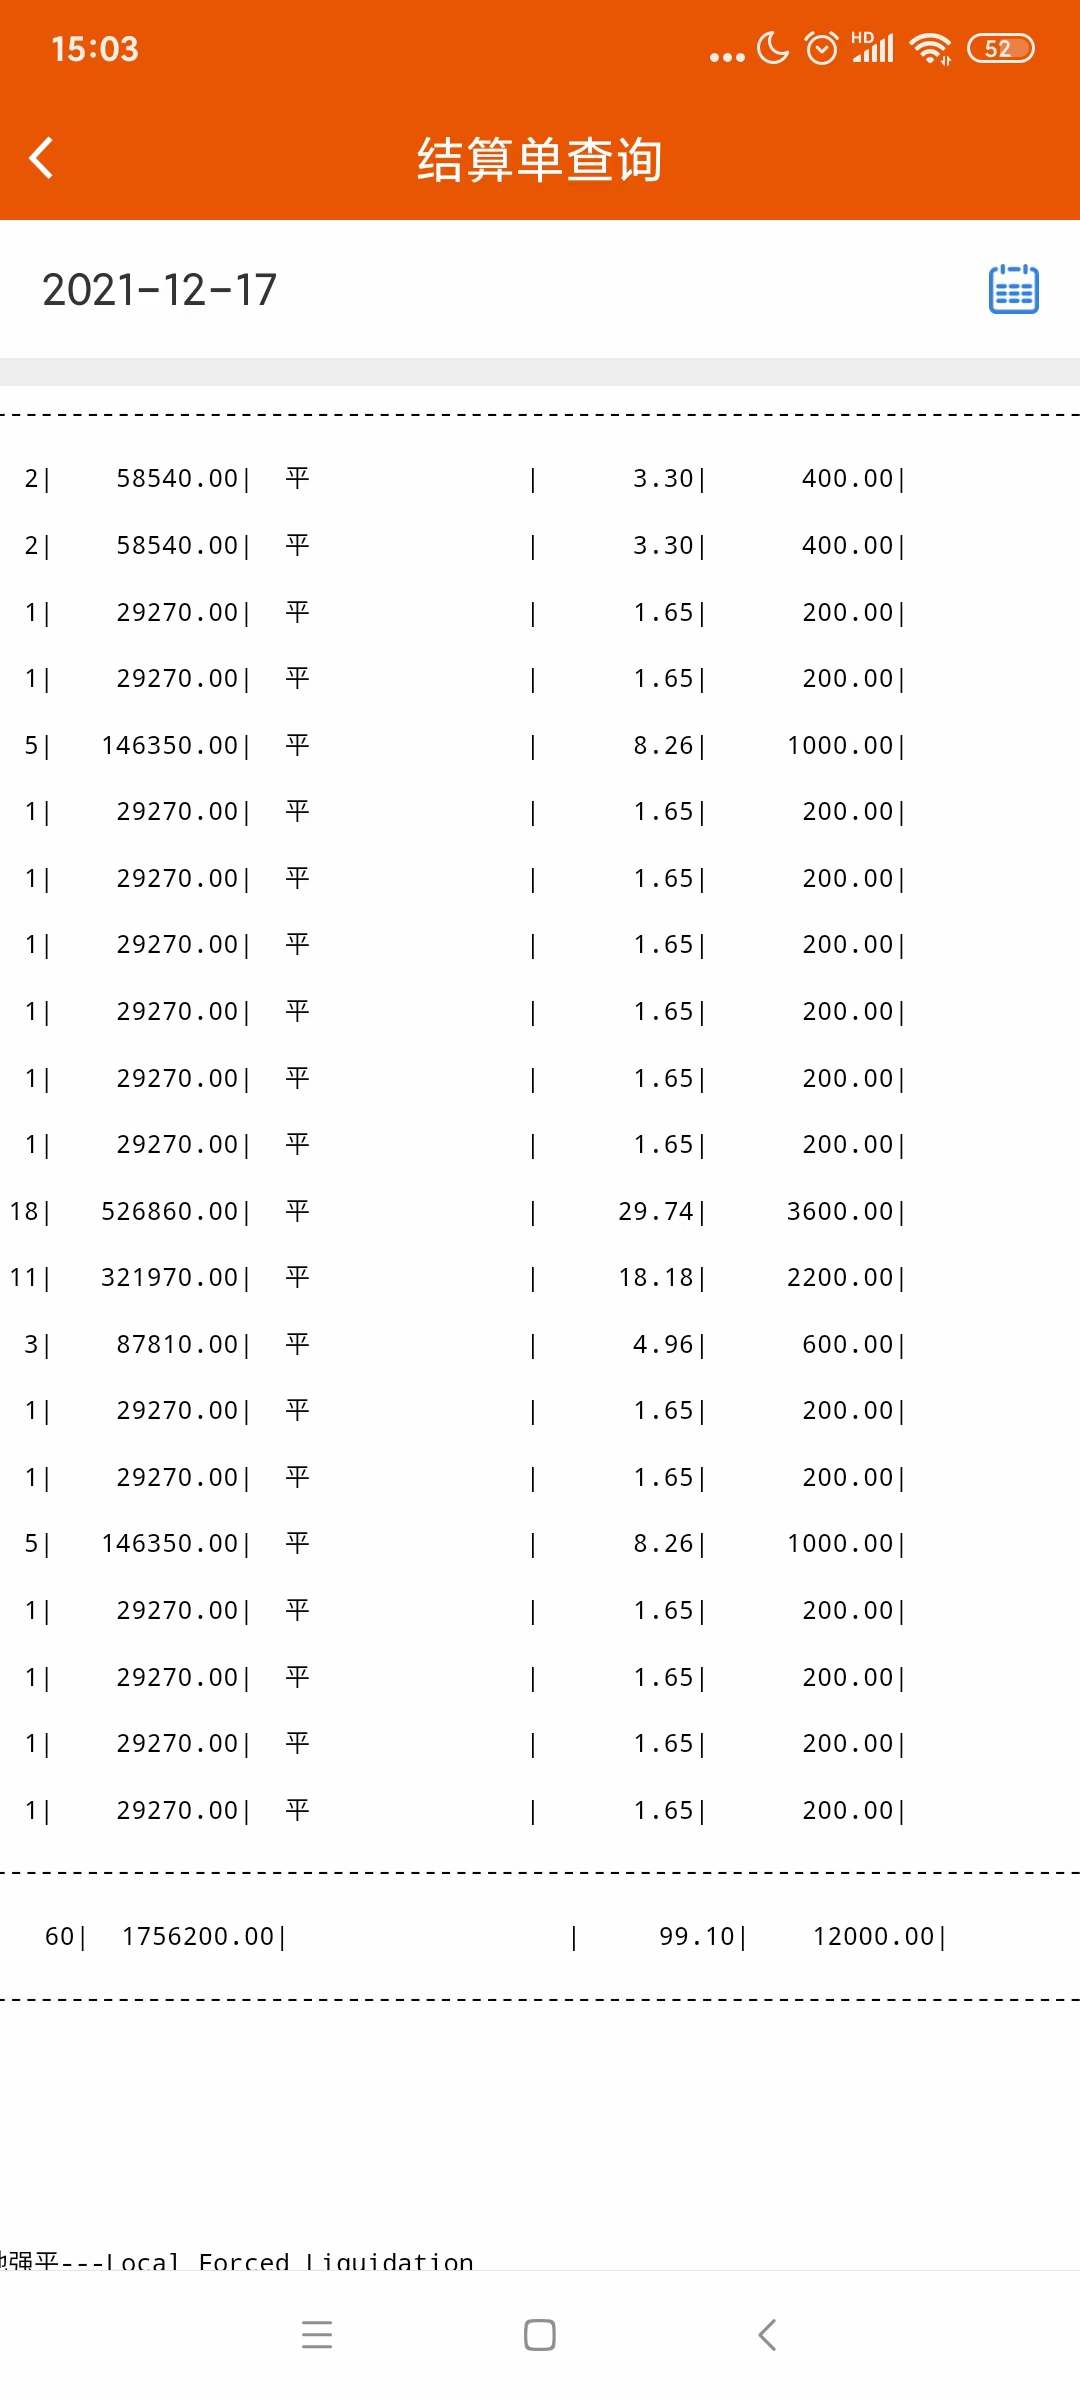 15:03
HD
52
结算单查询
2021-12-17
--------------------------------------------------------------------
2| 58540.00| 平 | 3.30| 400.00|
2| 58540.00| 平 | 3.30| 400.00|
1| 29270.00| 平 | 1.65| 200.00|
1| 29270.00| 平 | 1.65| 200.00|
5| 146350.00| 平 | 8.26| 1000.00|
1| 29270.00| 平 | 1.65| 200.00|
1| 29270.00| 平 | 1.65| 200.00|
1| 29270.00| 平 | 1.65| 200.00|
1| 29270.00| 平 | 1.65| 200.00|
1| 29270.00| 平 | 1.65| 200.00|
1| 29270.00| 平 | 1.65| 200.00|
18| 526860.00| 平 | 29.74| 3600.00|
11| 321970.00| 平 | 18.18| 2200.00|
3| 87810.00| 平 | 4.96| 600.00|
1| 29270.00| 平 | 1.65| 200.00|
1| 29270.00| 平 | 1.65| 200.00|
5| 146350.00| 平 | 8.26| 1000.00|
1| 29270.00| 平 | 1.65| 200.00|
1| 29270.00| 平 | 1.65| 200.00|
1| 29270.00| 平 | 1.65| 200.00|
1| 29270.00| 平 | 1.65| 200.00|
--------------------------------------------------------------------
60| 1756200.00| | 99.10| 12000.00|
--------------------------------------------------------------------
强平---Local Forced Liquidation